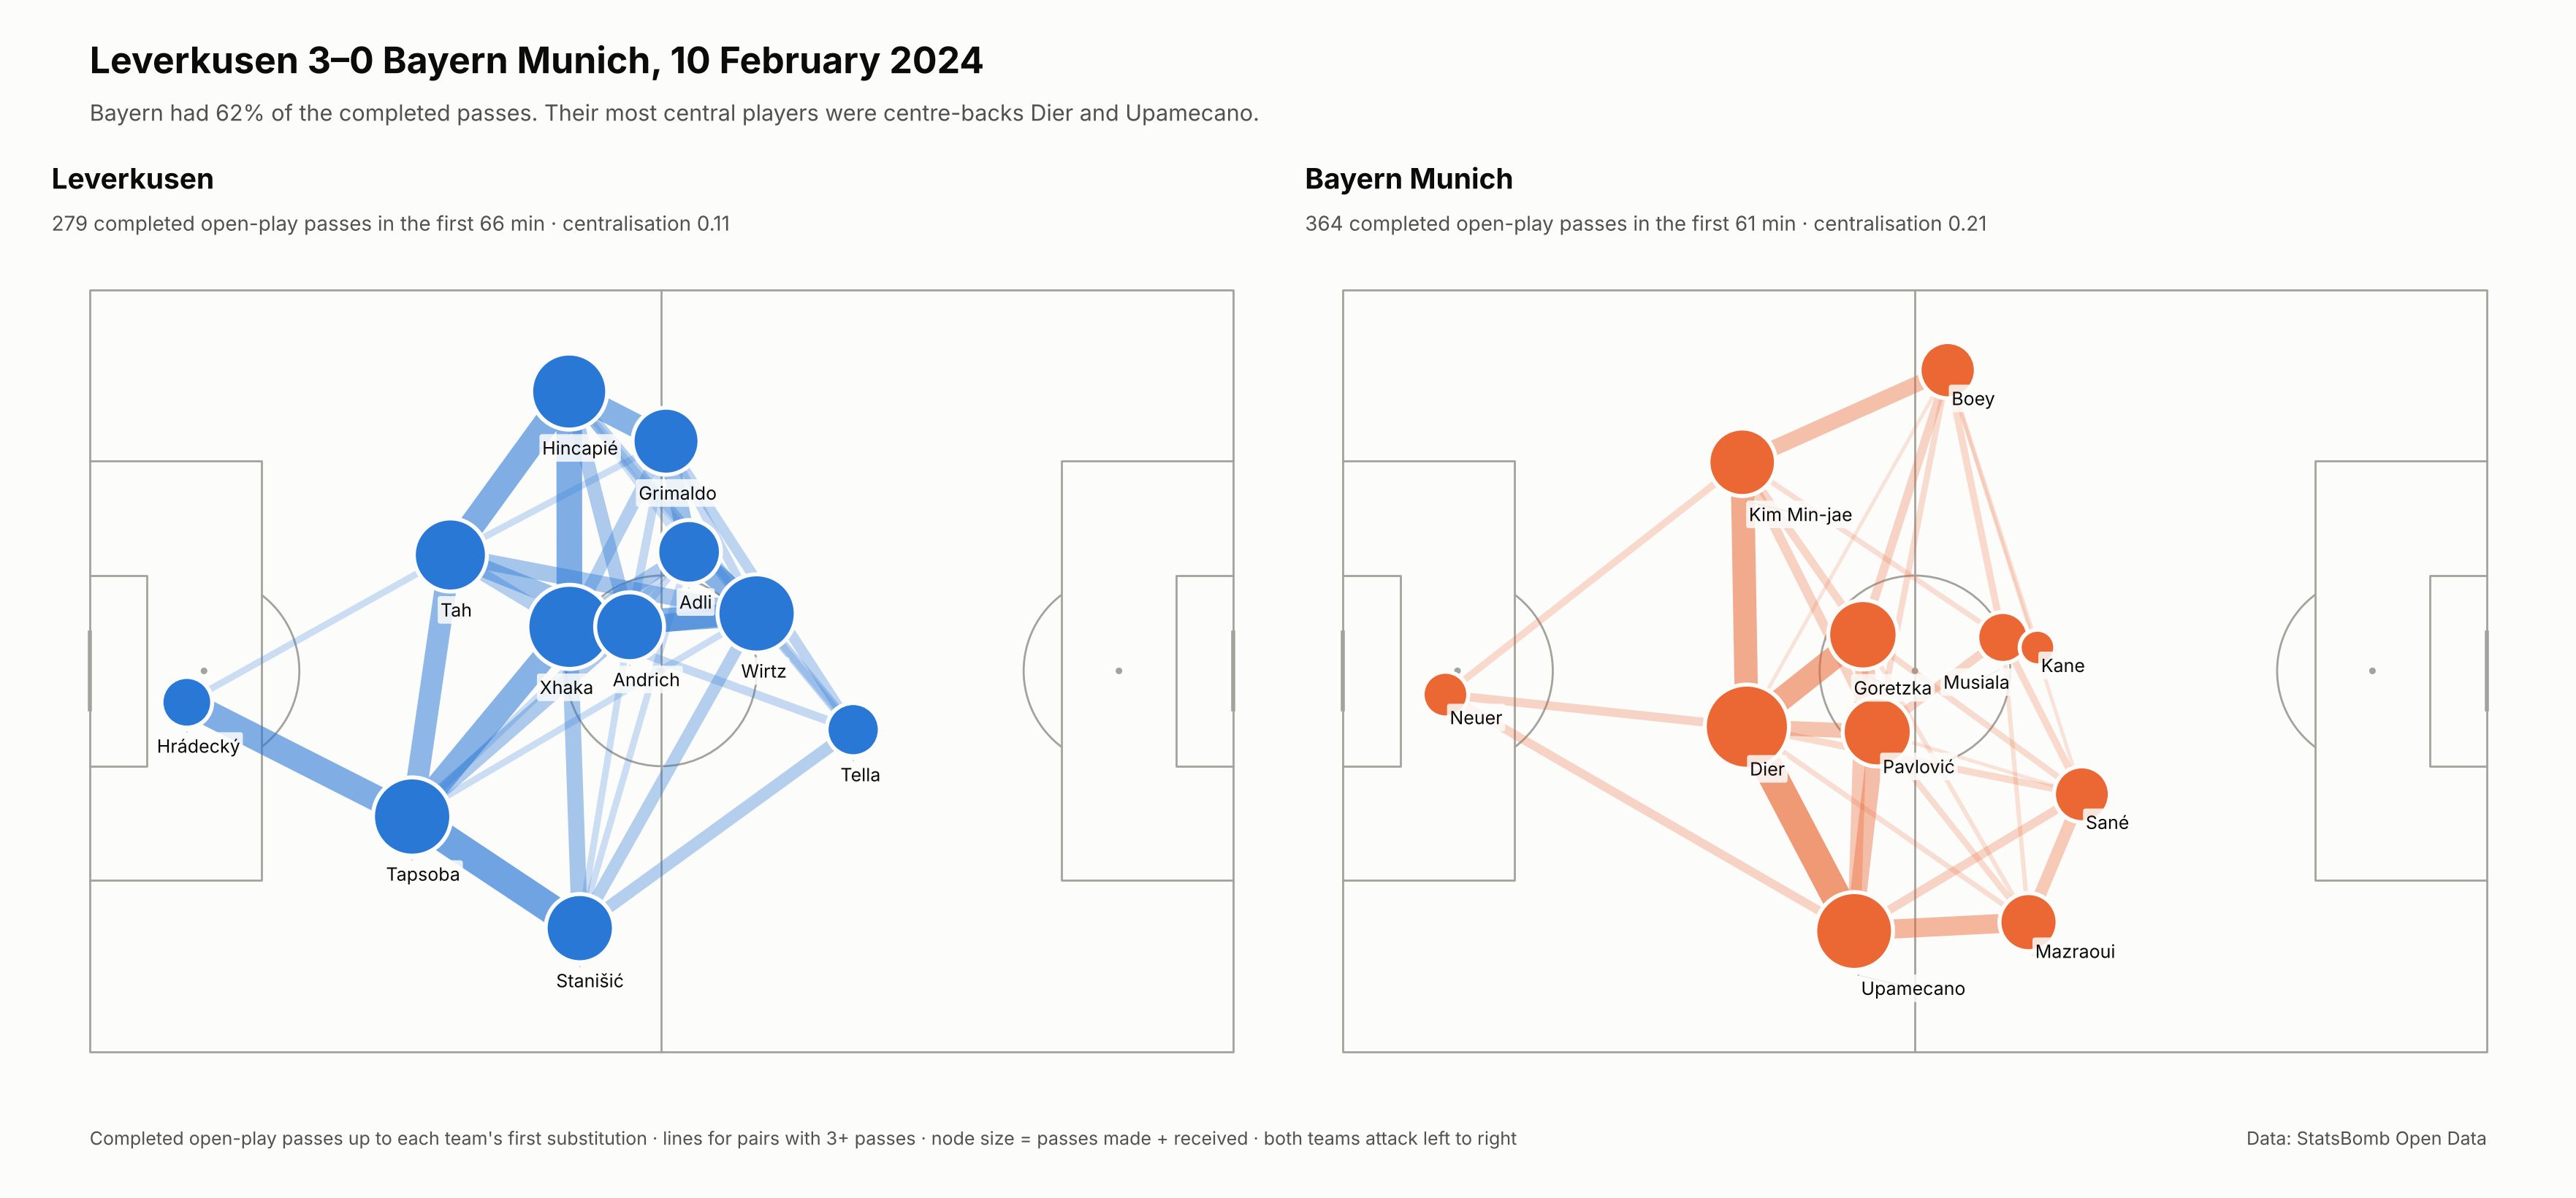 Leverkusen 3–0 Bayern Munich, 10 February 2024
Bayern had 62% of the completed passes. Their most central players were centre-backs Dier and Upamecano.
Leverkusen
279 completed open-play passes in the first 66 min · centralisation 0.11
Hincapié
Grimaldo
Tah
Adli
Xhaka
Andrich
Wirtz
Hrádecký
Tella
Tapsoba
Stanišić
Bayern Munich
364 completed open-play passes in the first 61 min · centralisation 0.21
Boey
Kim Min-jae
Kane
Goretzka
Musiala
Neuer
Dier
Pavlović
Sané
Mazraoui
Upamecano
Completed open-play passes up to each team's first substitution · lines for pairs with 3+ passes · node size = passes made + received · both teams attack left to right
Data: StatsBomb Open Data